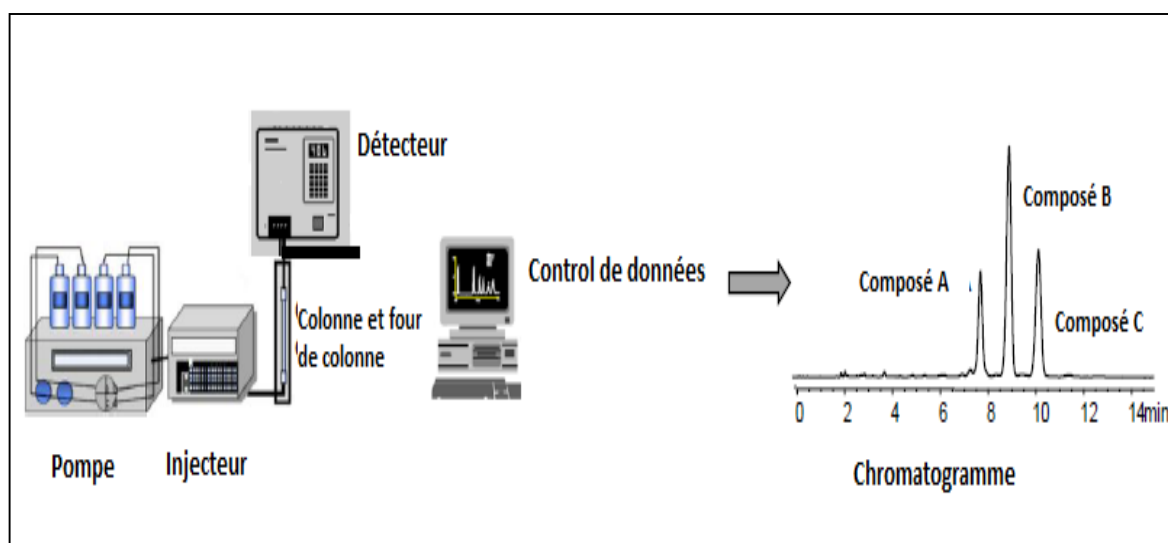 Détecteur
Colonne et four
de colonne
Pompe
Injecteur
Control de données
Composé A
Composé B
Composé C
0 2 4 6 8 10 12 14min
Chromatogramme